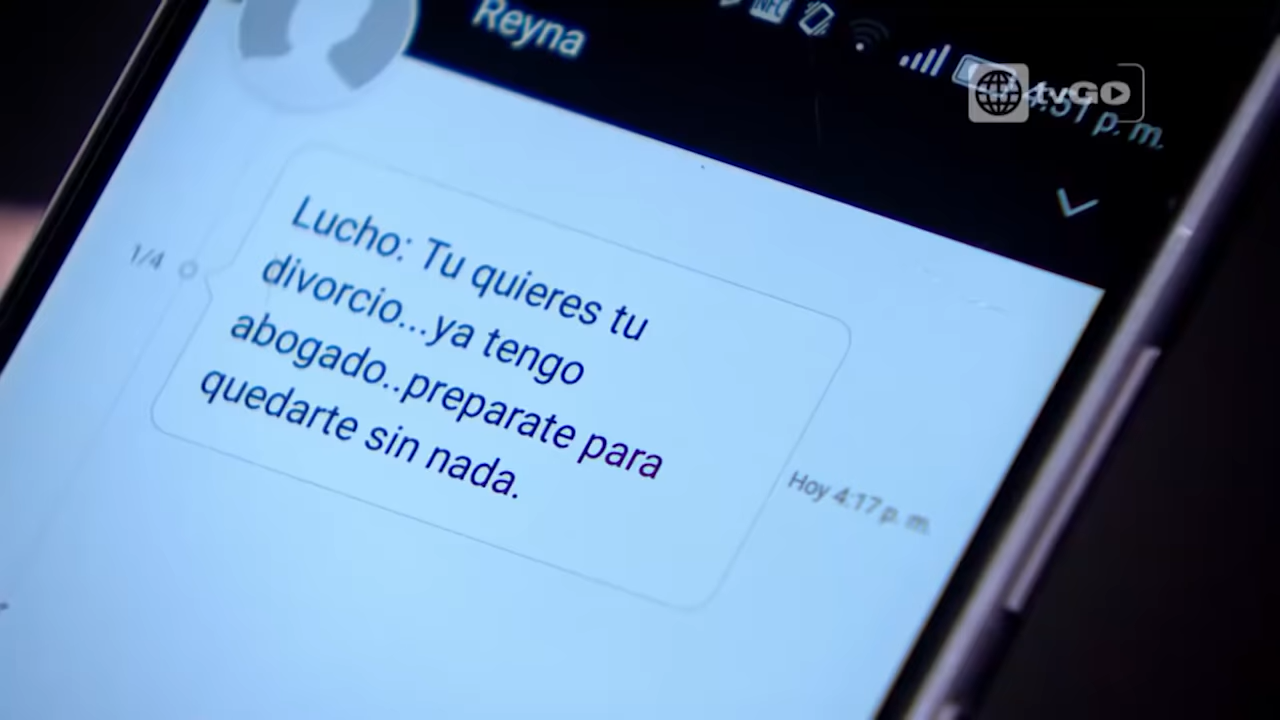 Reyna
NFC
4:51 p. m.
tvGO
Lucho: Tu quieres tu
divorcio...ya tengo
abogado..preparate para
quedarte sin nada.
1/4
Hoy 4:17 p. m.